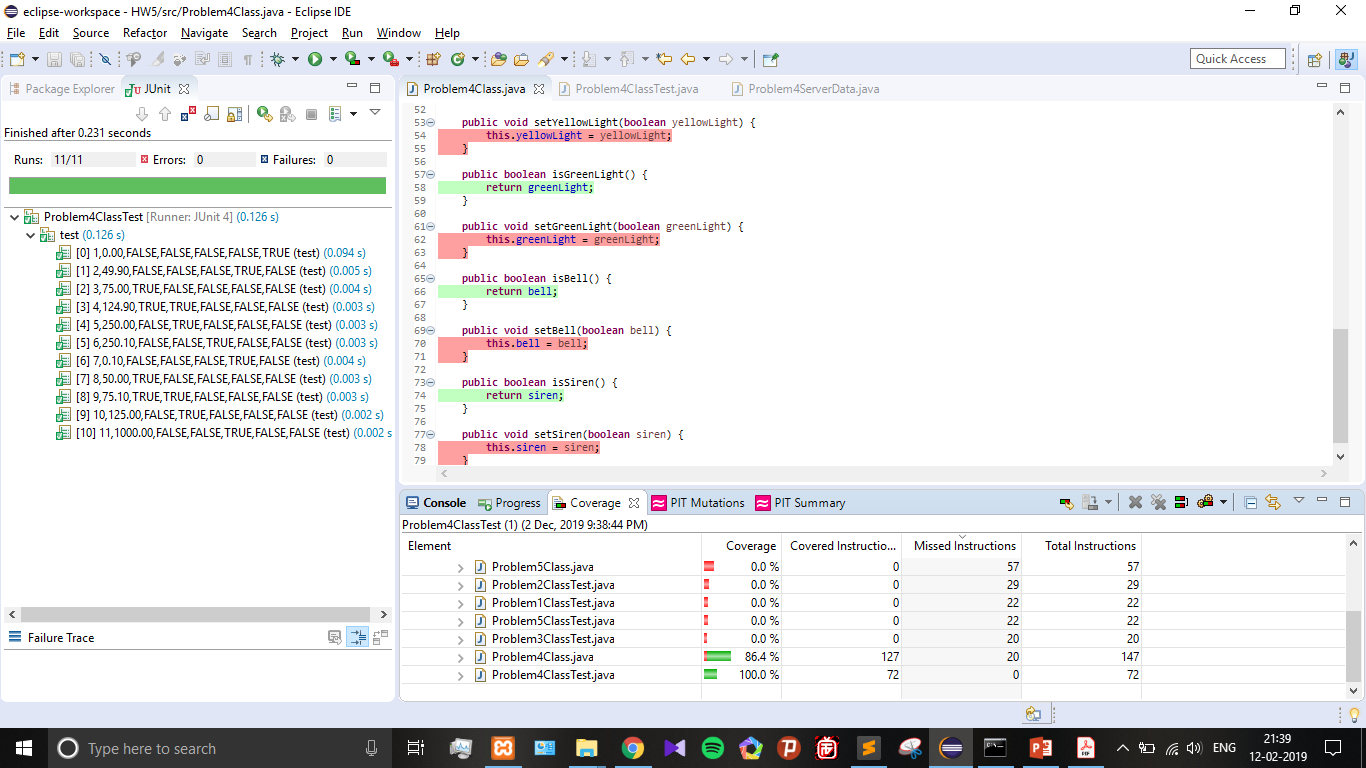 eclipse-workspace - HW5/src/Problem4Class.java - Eclipse IDE
File Edit Source Refactor Navigate Search Project Run Window Help
Quick Access
Package Explorer JUnit
Finished after 0.231 seconds
Runs: 11/11 Errors: 0 Failures: 0
Problem4ClassTest [Runner: JUnit 4] (0.126 s)
test (0.126 s)
[0] 1,0.00,FALSE,FALSE,FALSE,FALSE,TRUE (test) (0.094 s)
[1] 2,49.90,FALSE,FALSE,FALSE,TRUE,FALSE (test) (0.005 s)
[2] 3,75.00,TRUE,FALSE,FALSE,FALSE,FALSE (test) (0.004 s)
[3] 4,124.90,TRUE,TRUE,FALSE,FALSE,FALSE (test) (0.003 s)
[4] 5,250.00,FALSE,TRUE,FALSE,FALSE,FALSE (test) (0.003 s)
[5] 6,250.10,FALSE,TRUE,FALSE,FALSE,FALSE (test) (0.003 s)
[6] 7,0.10,FALSE,FALSE,FALSE,TRUE,FALSE (test) (0.004 s)
[7] 8,50.00,TRUE,FALSE,FALSE,FALSE,FALSE (test) (0.003 s)
[8] 9,75.10,TRUE,TRUE,FALSE,FALSE,FALSE (test) (0.003 s)
[9] 10,125.00,FALSE,TRUE,FALSE,FALSE,FALSE (test) (0.002 s)
[10] 11,1000.00,FALSE,FALSE,TRUE,FALSE,FALSE (test) (0.002 s
Failure Trace
Problem4Class.java Problem4ClassTest.java Problem4ServerData.java
52
53 public void setYellowLight(boolean yellowLight) {
54 this.yellowLight = yellowLight;
55 }
56
57 public boolean isGreenLight() {
58 return greenLight;
59 }
60
61 public void setGreenLight(boolean greenLight) {
62 this.greenLight = greenLight;
63 }
64
65 public boolean isBell() {
66 return bell;
67 }
68
69 public void setBell(boolean bell) {
70 this.bell = bell;
71 }
72
73 public boolean isSiren() {
74 return siren;
75 }
76
77 public void setSiren(boolean siren) {
78 this.siren = siren;
79 }
Console Progress Coverage PIT Mutations PIT Summary
Problem4ClassTest (1) (2 Dec, 2019 9:38:44 PM)
Element Coverage Covered Instructio... Missed Instructions Total Instructions
Problem5Class.java 0.0 % 0 57 57
Problem2ClassTest.java 0.0 % 0 29 29
Problem1ClassTest.java 0.0 % 0 22 22
Problem5ClassTest.java 0.0 % 0 22 22
Problem3ClassTest.java 0.0 % 0 20 20
Problem4Class.java 86.4 % 127 20 147
Problem4ClassTest.java 100.0 % 72 0 72
Type here to search
ENG
21:39
12-02-2019